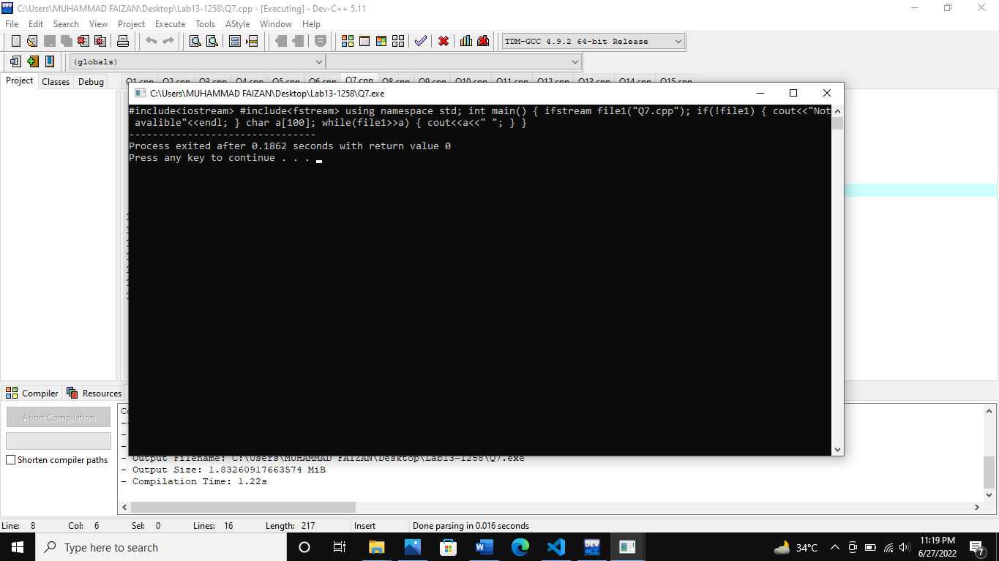 C:\Users\MUHAMMAD FAIZAN\Desktop\Lab13-1258\Q7.cpp - [Executing] - Dev-C++ 5.11
File Edit Search View Project Execute Tools AStyle Window Help
TDM-GCC 4.9.2 64-bit Release
(globals)
Project Classes Debug
Q1.cpp Q2.cpp Q3.cpp Q4.cpp Q5.cpp Q6.cpp Q7.cpp Q8.cpp Q9.cpp Q10.cpp Q11.cpp Q12.cpp Q13.cpp Q14.cpp Q15.cpp
C:\Users\MUHAMMAD FAIZAN\Desktop\Lab13-1258\Q7.exe
#include<iostream> #include<fstream> using namespace std; int main() { ifstream file1("Q7.cpp"); if(!file1) { cout<<"Not
 avalible"<<endl; } char a[100]; while(file1>>a) { cout<<a<<" "; } }
--------------------------------
Process exited after 0.1862 seconds with return value 0
Press any key to continue . . .
Compiler Resources
Abort Compilation
Shorten compiler paths
- Output Filename: C:\Users\MUHAMMAD FAIZAN\Desktop\Lab13-1258\Q7.exe
- Output Size: 1.83260917663574 MiB
- Compilation Time: 1.22s
Line: 8 Col: 6 Sel: 0 Lines: 16 Length: 217 Insert Done parsing in 0.016 seconds
Type here to search
DEV
34°C
11:19 PM
6/27/2022
7